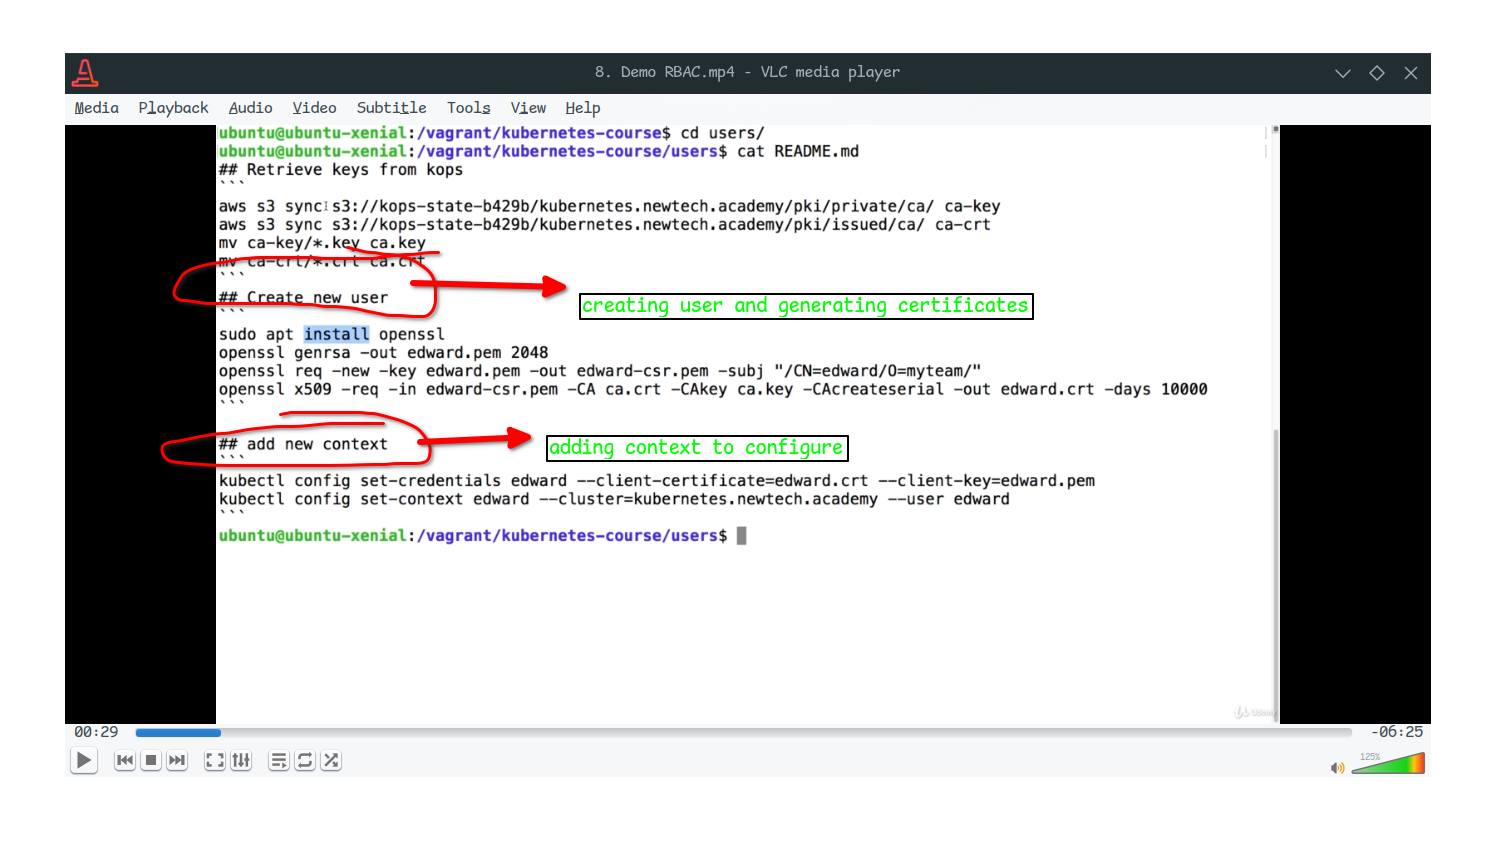 8. Demo RBAC.mp4 - VLC media player
Media Playback Audio Video Subtitle Tools View Help
ubuntu@ubuntu-xenial:/vagrant/kubernetes-course$ cd users/
ubuntu@ubuntu-xenial:/vagrant/kubernetes-course/users$ cat README.md
## Retrieve keys from kops
```
aws s3 sync s3://kops-state-b429b/kubernetes.newtech.academy/pki/private/ca/ ca-key
aws s3 sync s3://kops-state-b429b/kubernetes.newtech.academy/pki/issued/ca/ ca-crt
mv ca-key/*.key ca.key
mv ca-crt/*.crt ca.crt
```
## Create new user
creating user and generating certificates
```
sudo apt install openssl
openssl genrsa -out edward.pem 2048
openssl req -new -key edward.pem -out edward-csr.pem -subj "/CN=edward/O=myteam/"
openssl x509 -req -in edward-csr.pem -CA ca.crt -CAkey ca.key -CAcreateserial -out edward.crt -days 10000
```
## add new context
adding context to configure
```
kubectl config set-credentials edward --client-certificate=edward.crt --client-key=edward.pem
kubectl config set-context edward --cluster=kubernetes.newtech.academy --user edward
```
ubuntu@ubuntu-xenial:/vagrant/kubernetes-course/users$
Udemy
00:29
-06:25
125%